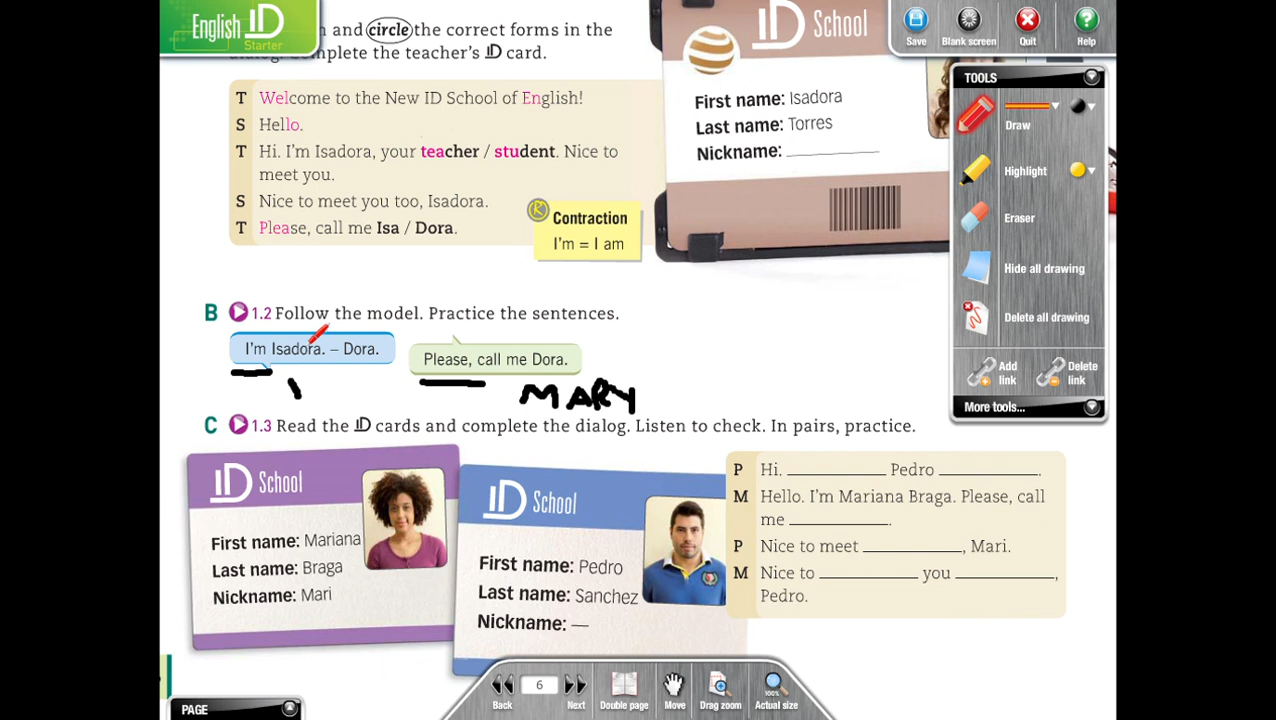 English ID
Starter
n and circle the correct forms in the
dialog. Complete the teacher's ID card.
T Welcome to the New ID School of English!
S Hello.
T Hi. I'm Isadora, your teacher / student. Nice to
meet you.
S Nice to meet you too, Isadora.
T Please, call me Isa / Dora.
R Contraction
I'm = I am
ID School
First name: Isadora
Last name: Torres
Nickname: ___
B 1.2 Follow the model. Practice the sentences.
I'm Isadora. – Dora.
Please, call me Dora.
MARY
C 1.3 Read the ID cards and complete the dialog. Listen to check. In pairs, practice.
ID School
First name: Mariana
Last name: Braga
Nickname: Mari
ID School
First name: Pedro
Last name: Sanchez
Nickname: —
P Hi. ___ Pedro ___.
M Hello. I'm Mariana Braga. Please, call
me ___.
P Nice to meet ___, Mari.
M Nice to ___ you ___,
Pedro.
Save
Blank screen
Quit
Help
TOOLS
Draw
Highlight
Eraser
Hide all drawing
Delete all drawing
Add link
Delete link
More tools...
PAGE
Back
6
Next
Double page
Move
Drag zoom
100%
Actual size